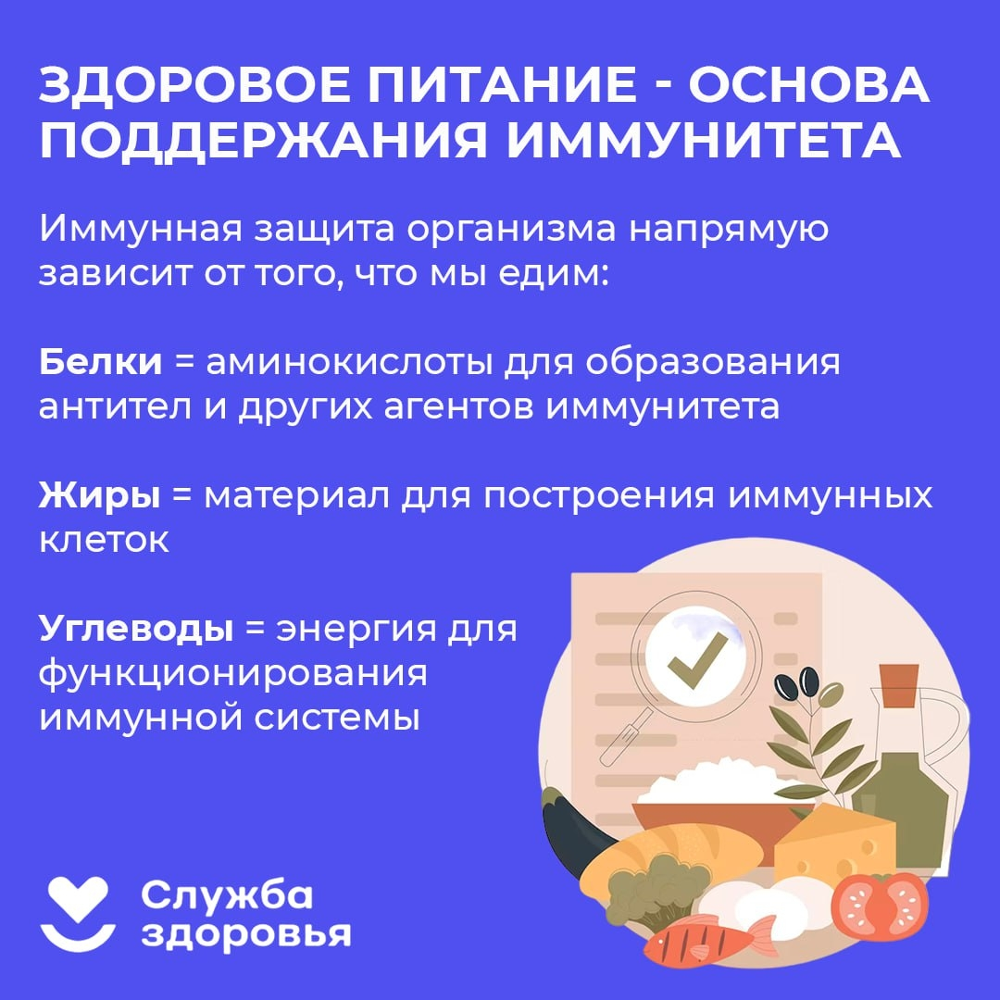 ЗДОРОВОЕ ПИТАНИЕ - ОСНОВА
ПОДДЕРЖАНИЯ ИММУНИТЕТА
Иммунная защита организма напрямую
зависит от того, что мы едим:
Белки = аминокислоты для образования
антител и других агентов иммунитета
Жиры = материал для построения иммунных
клеток
Углеводы = энергия для
функционирования
иммунной системы
Служба
здоровья